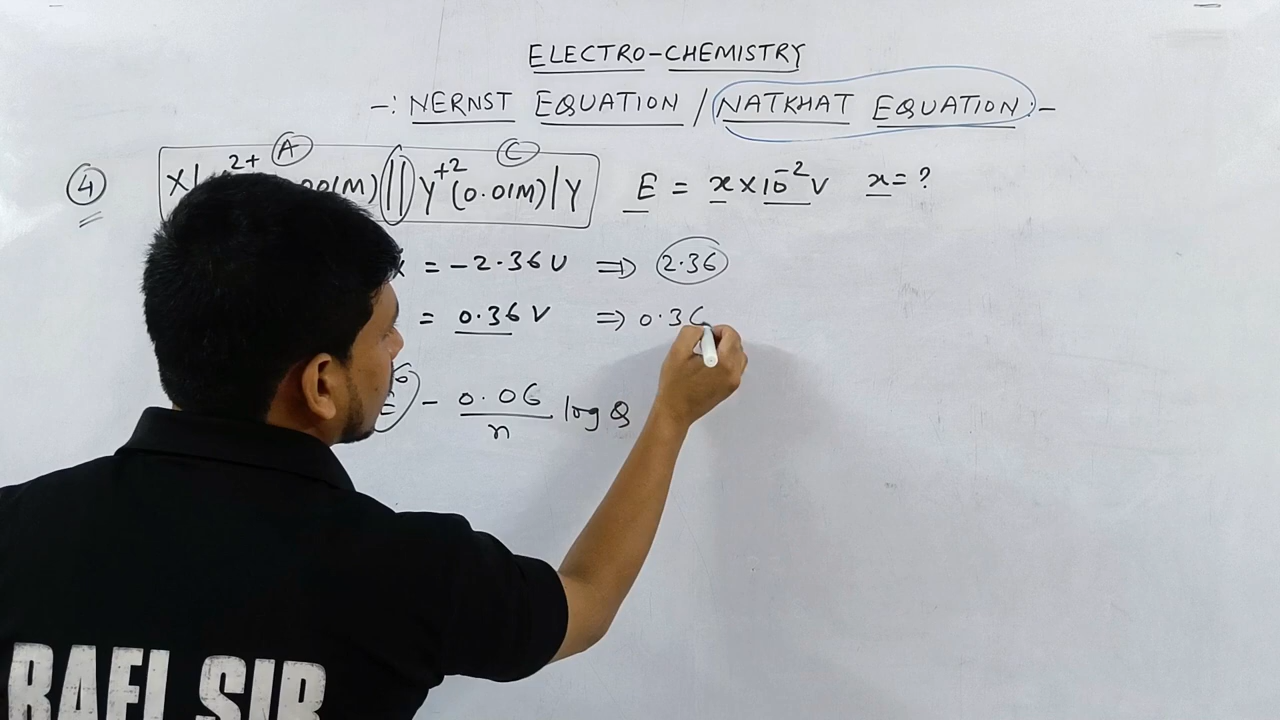 ELECTRO-CHEMISTRY
-: NERNST EQUATION / NATKHAT EQUATION :-
④ X| 2+ .001M) || Y+2 (0.01M) | Y E = x × 10-2 V x = ?
A C
= -2.36 V ⇒ 2.36
= 0.36 V ⇒ 0.36
- 0.06/n log Q
RAFI SIR